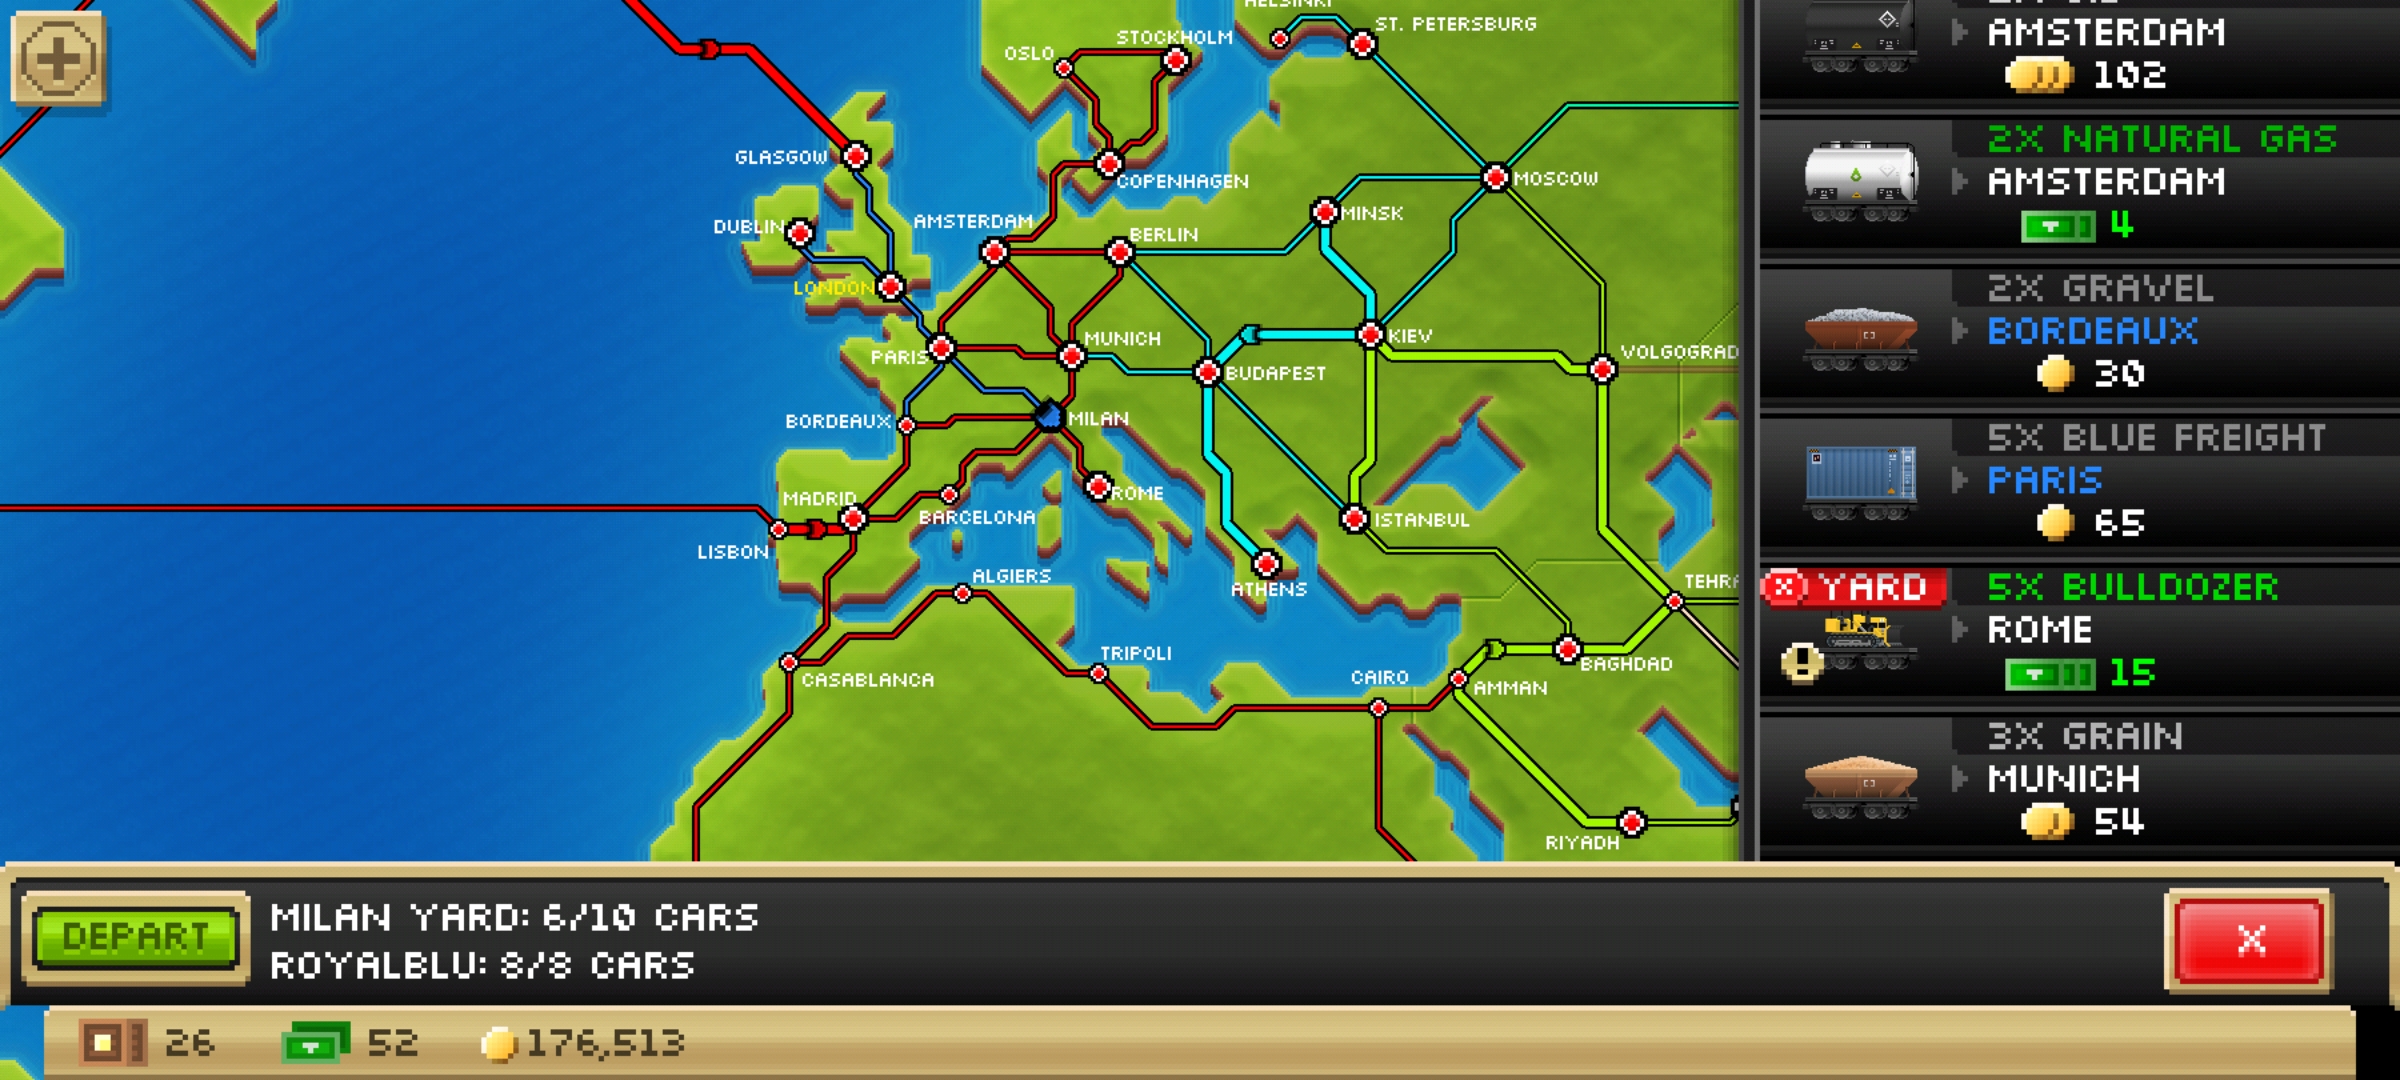 HELSINKI
ST. PETERSBURG
STOCKHOLM
OSLO
GLASGOW
COPENHAGEN
MOSCOW
MINSK
DUBLIN
AMSTERDAM
BERLIN
LONDON
MUNICH
KIEV
PARIS
VOLGOGRAD
BUDAPEST
BORDEAUX
MILAN
MADRID
ROME
BARCELONA
ISTANBUL
LISBON
ALGIERS
ATHENS
TEHRA
TRIPOLI
BAGHDAD
CASABLANCA
CAIRO
AMMAN
RIYADH
AMSTERDAM
102
2X NATURAL GAS
AMSTERDAM
4
2X GRAVEL
BORDEAUX
30
5X BLUE FREIGHT
PARIS
65
YARD
5X BULLDOZER
!
ROME
15
3X GRAIN
MUNICH
54
DEPART
MILAN YARD: 6/10 CARS
ROYALBLU: 8/8 CARS
X
26
52
176,513